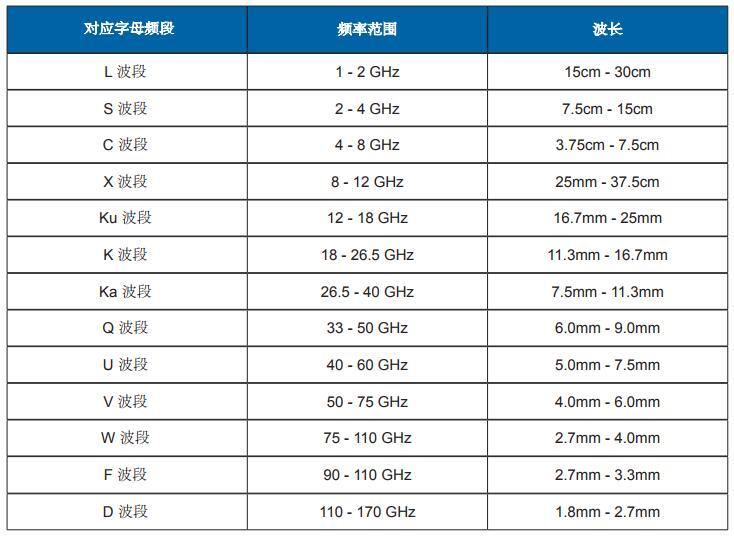 对应字母频段 频率范围 波长
L 波段 1 - 2 GHz 15cm - 30cm
S 波段 2 - 4 GHz 7.5cm - 15cm
C 波段 4 - 8 GHz 3.75cm - 7.5cm
X 波段 8 - 12 GHz 25mm - 37.5cm
Ku 波段 12 - 18 GHz 16.7mm - 25mm
K 波段 18 - 26.5 GHz 11.3mm - 16.7mm
Ka 波段 26.5 - 40 GHz 7.5mm - 11.3mm
Q 波段 33 - 50 GHz 6.0mm - 9.0mm
U 波段 40 - 60 GHz 5.0mm - 7.5mm
V 波段 50 - 75 GHz 4.0mm - 6.0mm
W 波段 75 - 110 GHz 2.7mm - 4.0mm
F 波段 90 - 110 GHz 2.7mm - 3.3mm
D 波段 110 - 170 GHz 1.8mm - 2.7mm